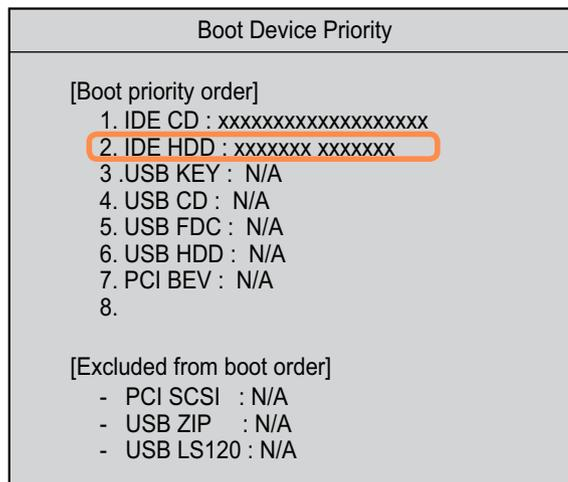 Boot Device Priority
[Boot priority order]
1. IDE CD : xxxxxxxxxxxxxxxxxxx
2. IDE HDD : xxxxxxx xxxxxxx
3 .USB KEY : N/A
4. USB CD : N/A
5. USB FDC : N/A
6. USB HDD : N/A
7. PCI BEV : N/A
8.
[Excluded from boot order]
- PCI SCSI : N/A
- USB ZIP : N/A
- USB LS120 : N/A